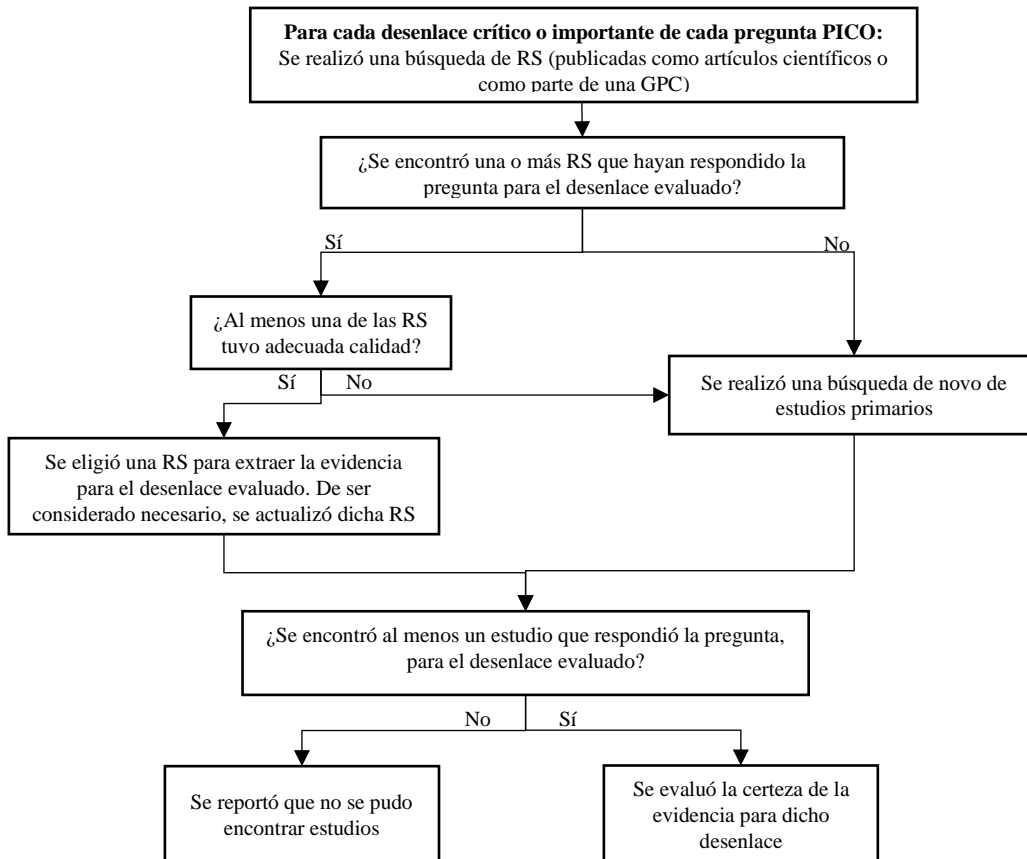 Para cada desenlace crítico o importante de cada pregunta PICO:
Se realizó una búsqueda de RS (publicadas como artículos científicos o
como parte de una GPC)
¿Se encontró una o más RS que hayan respondido la
pregunta para el desenlace evaluado?
Sí
No
¿Al menos una de las RS
tuvo adecuada calidad?
Sí
No
Se realizó una búsqueda de novo de
estudios primarios
Se eligió una RS para extraer la evidencia
para el desenlace evaluado. De ser
considerado necesario, se actualizó dicha RS
¿Se encontró al menos un estudio que respondió la pregunta,
para el desenlace evaluado?
No
Sí
Se reportó que no se pudo
encontrar estudios
Se evaluó la certeza de la
evidencia para dicho
desenlace